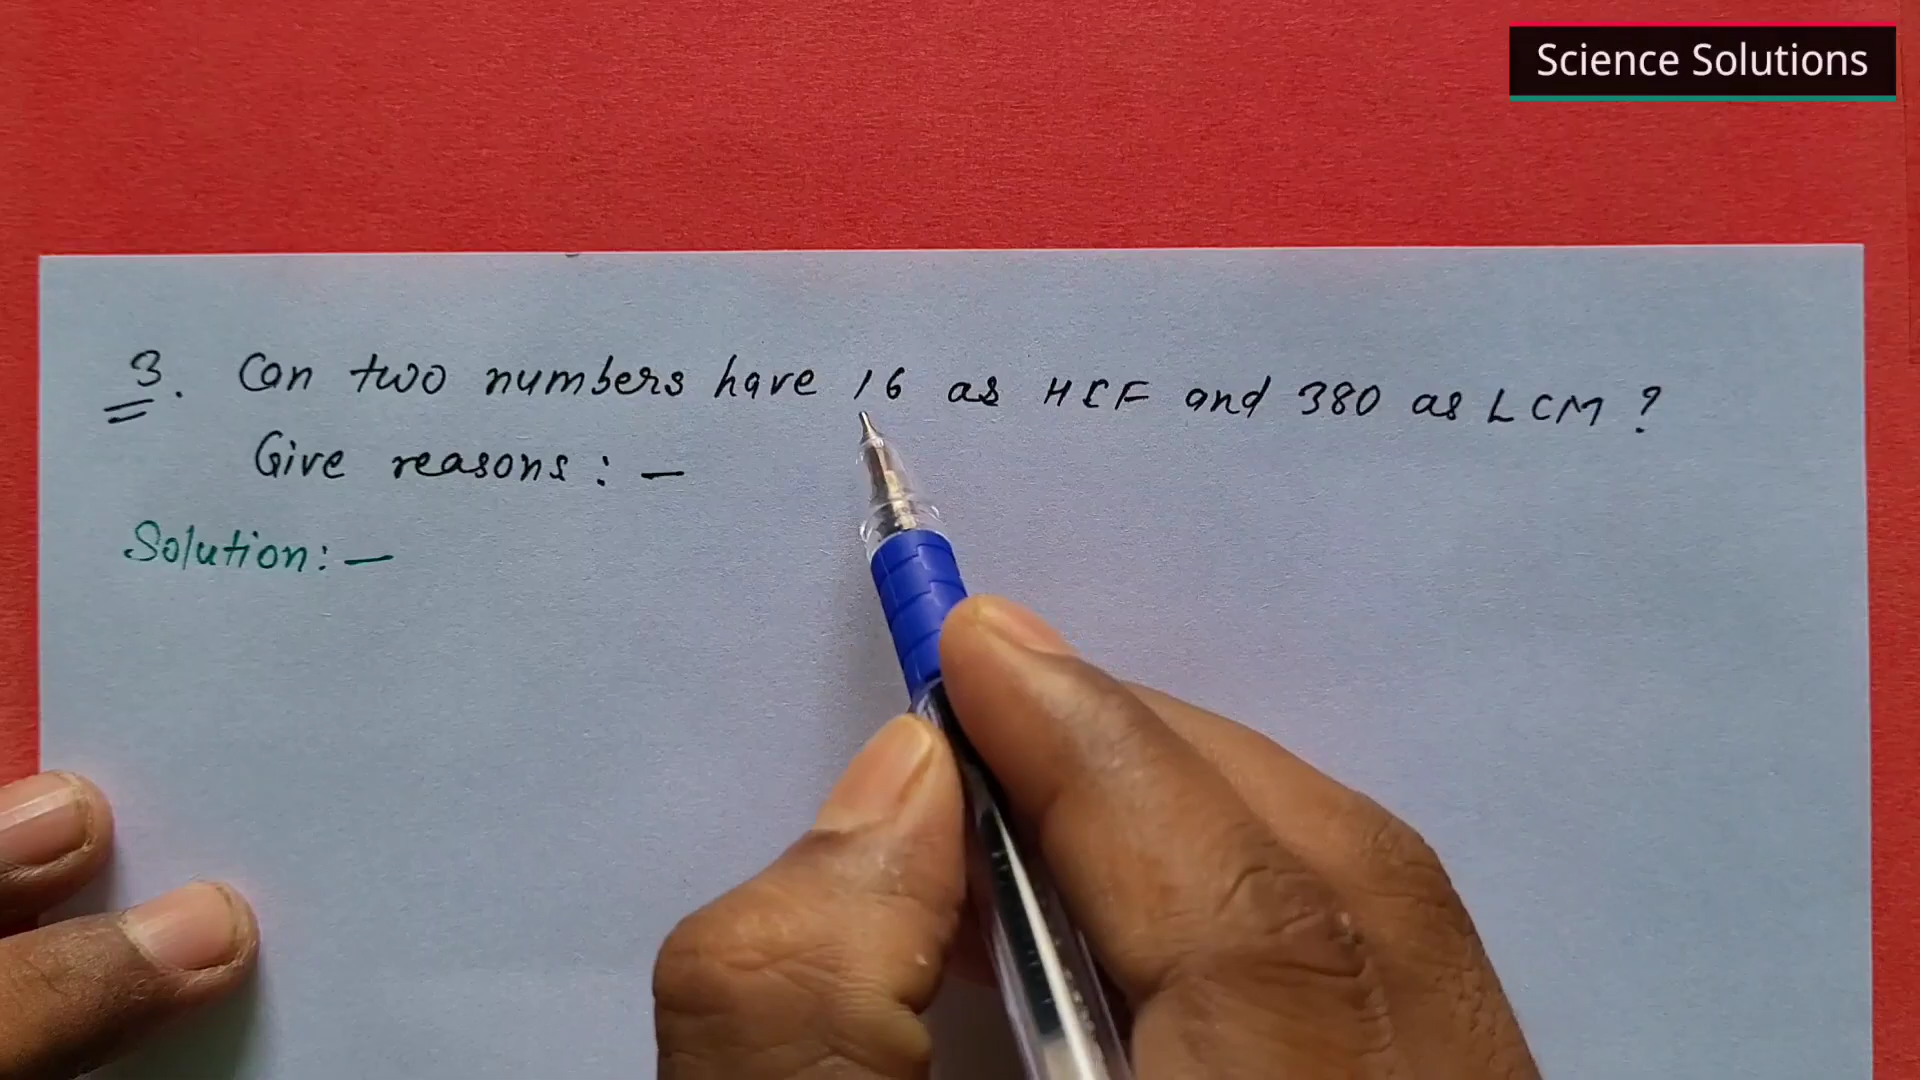 Science Solutions
3. Can two numbers have 16 as HCF and 380 as LCM ?
Give reasons : —
Solution : —